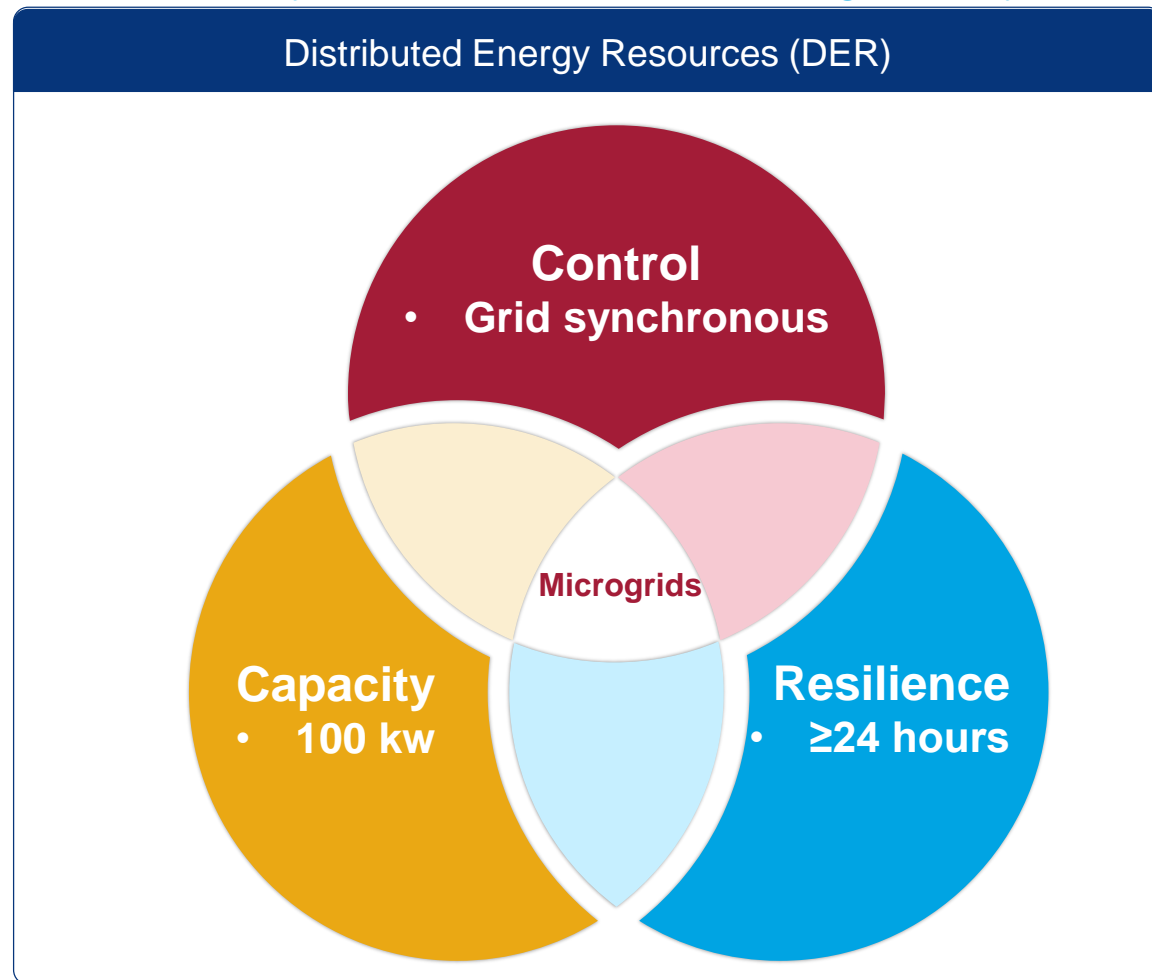 Distributed Energy Resources (DER)
Control
• Grid synchronous
Microgrids
Capacity
• 100 kw
Resilience
• ≥24 hours